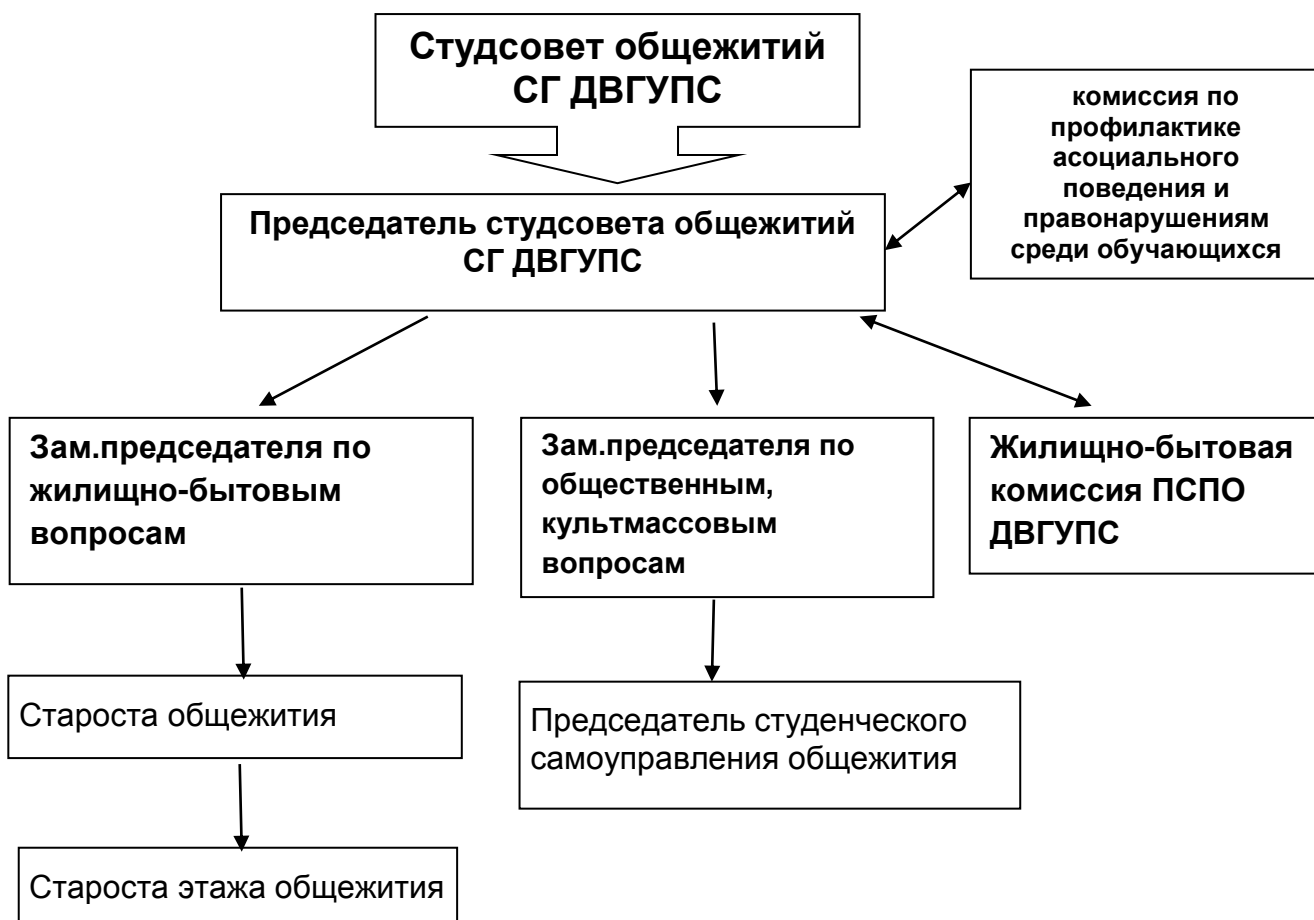 Студсовет общежитий
СГ ДВГУПС
комиссия по
профилактике
асоциального
поведения и
правонарушениям
среди обучающихся
Председатель студсовета общежитий
СГ ДВГУПС
Зам.председателя по
жилищно-бытовым
вопросам
Зам.председателя по
общественным,
культмассовым
вопросам
Жилищно-бытовая
комиссия ПСПО
ДВГУПС
Староста общежития
Председатель студенческого
самоуправления общежития
Староста этажа общежития